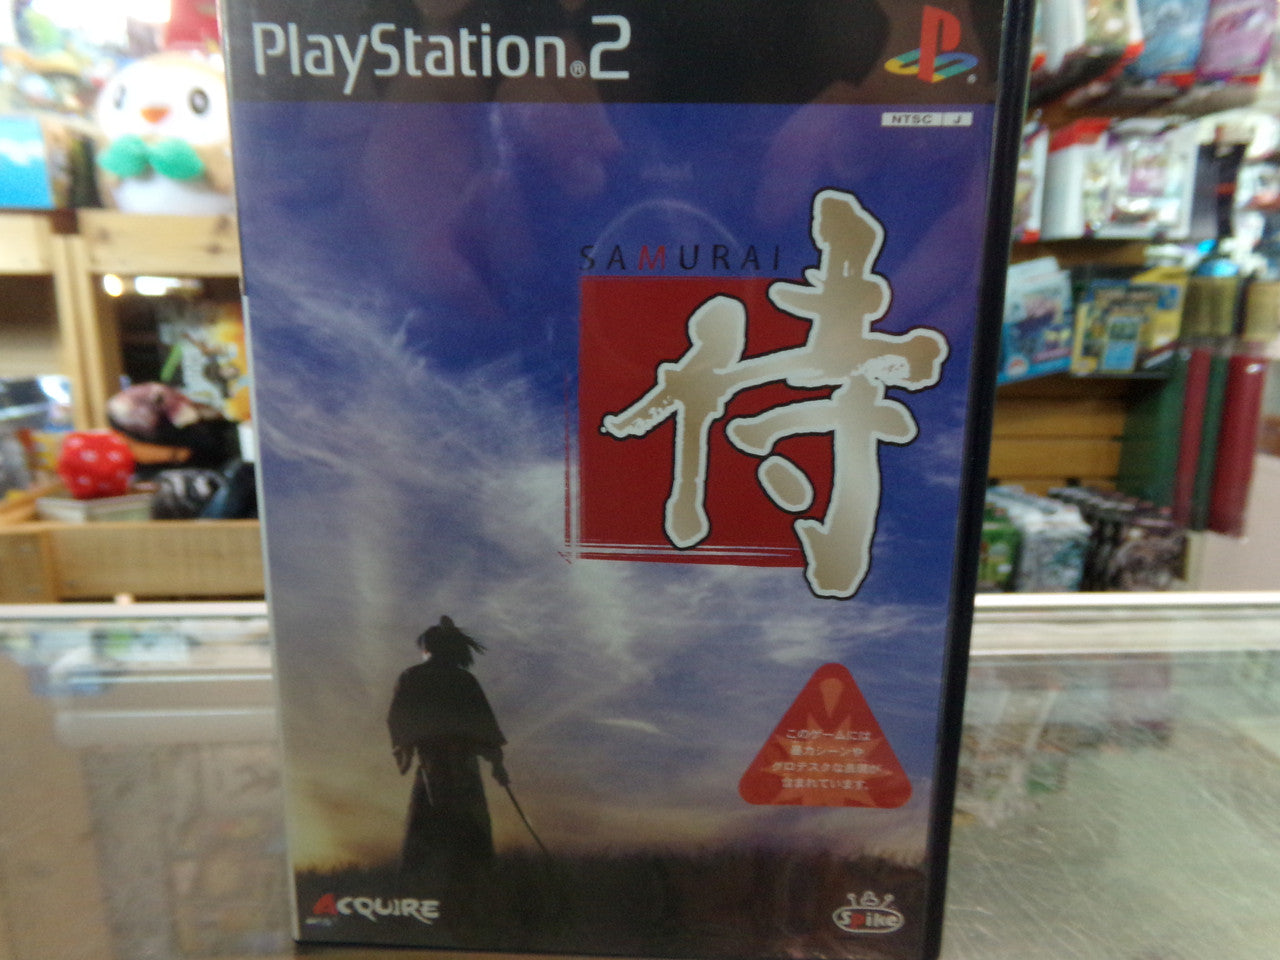 PlayStation®2
NTSC J
SAMURAI
侍
このゲームには
暴力シーンや
グロテスクな表現が
含まれています。
ACQUIRE
Spike